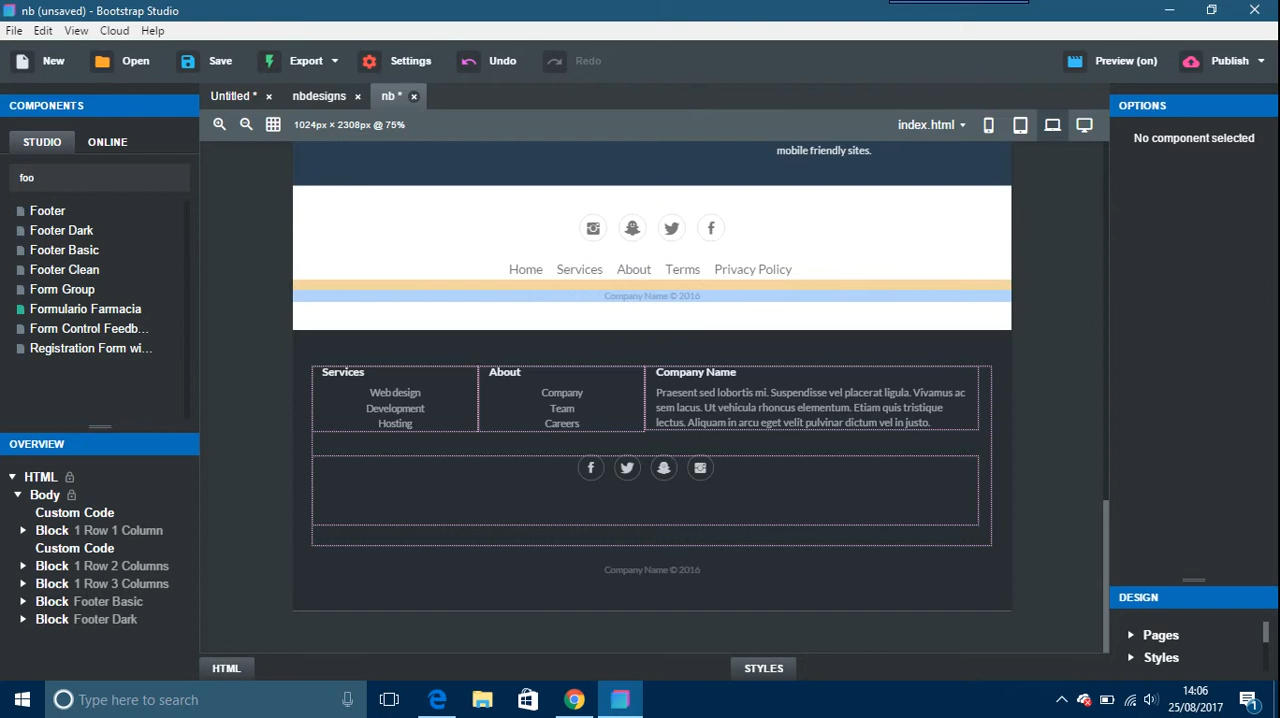 nb (unsaved) - Bootstrap Studio
File Edit View Cloud Help
New Open Save Export Settings Undo Redo Preview (on) Publish
COMPONENTS
Untitled * × nbdesigns × nb * ×
OPTIONS
STUDIO ONLINE
1024px × 2308px @ 75%
index.html
No component selected
foo
Footer
Footer Dark
Footer Basic
Footer Clean
Form Group
Formulario Farmacia
Form Control Feedb...
Registration Form wi...
mobile friendly sites.
Home Services About Terms Privacy Policy
Company Name © 2016
Services
Web design
Development
Hosting
About
Company
Team
Careers
Company Name
Praesent sed lobortis mi. Suspendisse vel placerat ligula. Vivamus ac
sem lacus. Ut vehicula rhoncus elementum. Etiam quis tristique
lectus. Aliquam in arcu eget velit pulvinar dictum vel in justo.
Company Name © 2016
OVERVIEW
HTML
Body
Custom Code
Block 1 Row 1 Column
Custom Code
Block 1 Row 2 Columns
Block 1 Row 3 Columns
Block Footer Basic
Block Footer Dark
DESIGN
Pages
Styles
HTML
STYLES
Type here to search
14:06
25/08/2017
1